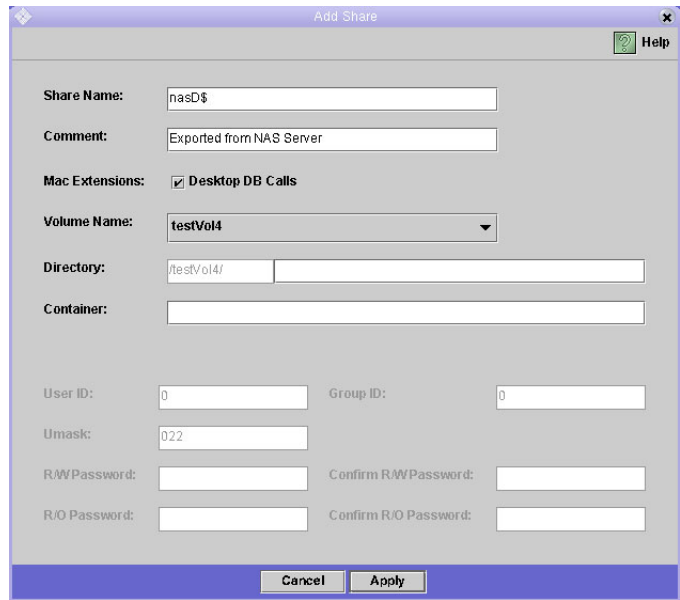 Add Share
Help
Share Name: nasD$
Comment: Exported from NAS Server
Mac Extensions: Desktop DB Calls
Volume Name: testVol4
Directory: /testVol4/
Container:
User ID: 0 Group ID: 0
Umask: 022
R/W Password: Confirm R/W Password:
R/O Password: Confirm R/O Password:
Cancel Apply